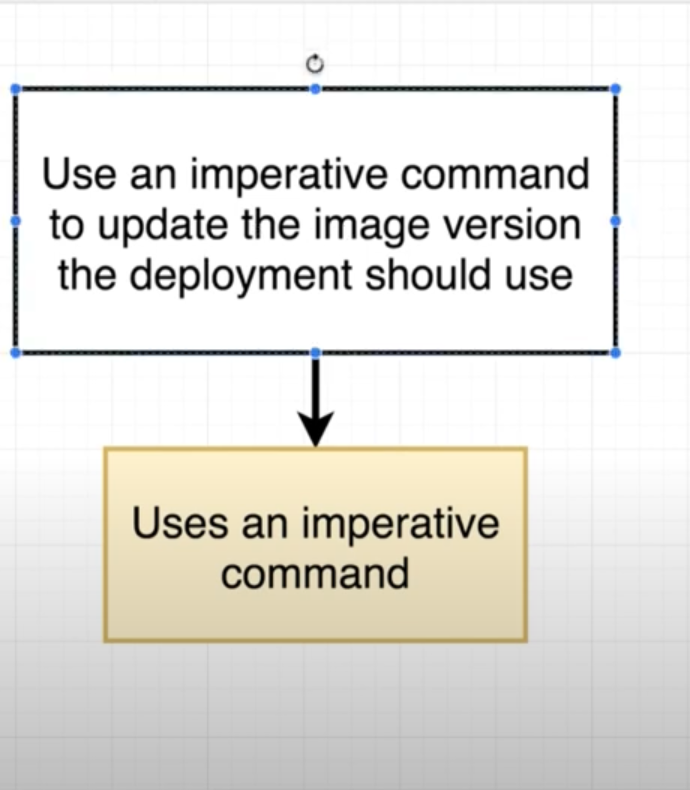 Use an imperative command
to update the image version
the deployment should use
Uses an imperative
command